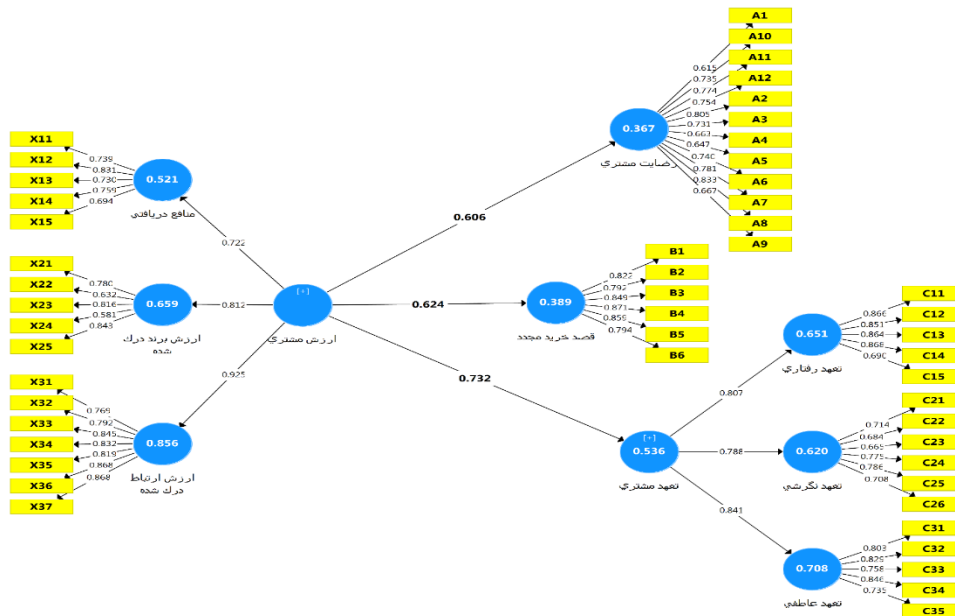 A1
A10
A11
A12
A2
A3
A4
A5
A6
A7
A8
A9
0.615
0.735
0.774
0.754
0.805
0.731
0.663
0.647
0.740
0.781
0.833
0.667
0.367
رضایت مشتري
X11
X12
X13
X14
X15
0.739
0.831
0.730
0.759
0.694
0.521
منافع دریافتي
0.722
0.606
X21
X22
X23
X24
X25
0.780
0.632
0.816
0.581
0.843
0.659
ارزش برند درك
شده
0.812
[+]
ارزش مشتري
0.624
0.389
قصد خرید مجدد
B1
B2
B3
B4
B5
B6
0.822
0.792
0.849
0.871
0.859
0.794
0.925
0.732
X31
X32
X33
X34
X35
X36
X37
0.769
0.792
0.845
0.832
0.819
0.868
0.868
0.856
ارزش ارتباط
درك شده
[+]
0.536
تعهد مشتري
0.807
0.788
0.841
0.651
تعهد رفتاري
C11
C12
C13
C14
C15
0.866
0.851
0.864
0.868
0.690
0.620
تعهد نگرشي
C21
C22
C23
C24
C25
C26
0.714
0.684
0.665
0.775
0.786
0.708
0.708
تعهد عاطفي
C31
C32
C33
C34
C35
0.803
0.829
0.758
0.846
0.735